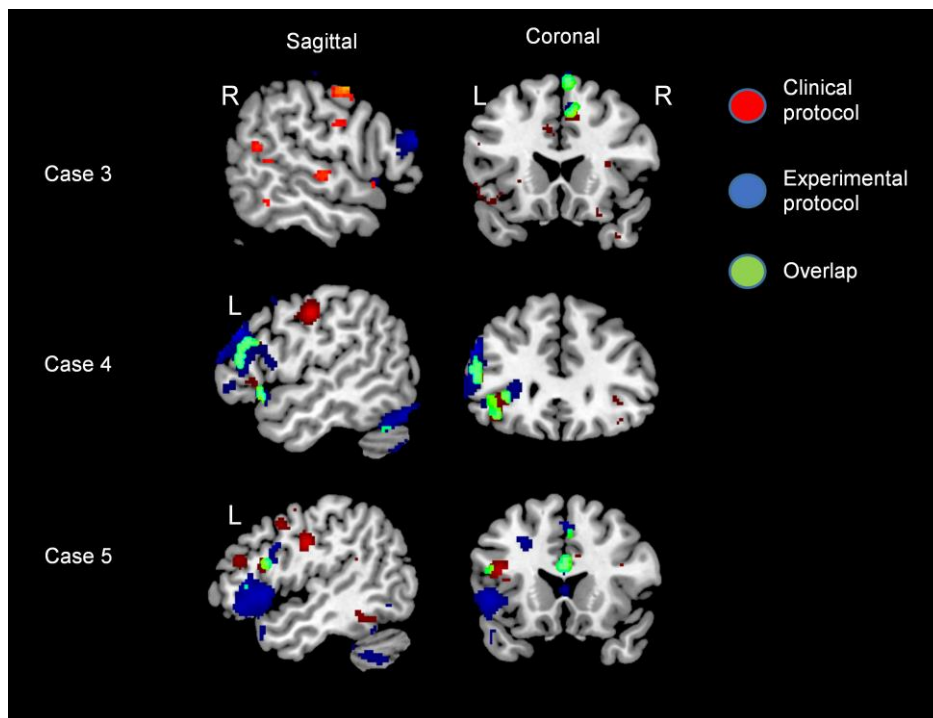 Sagittal
Coronal
R
L
R
Clinical
protocol
Case 3
Experimental
protocol
Overlap
L
Case 4
L
Case 5